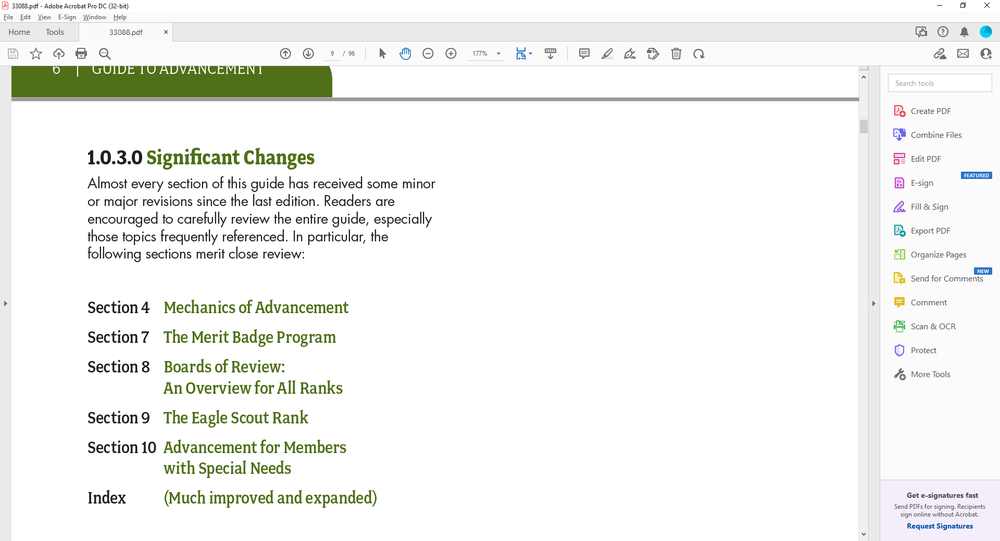 33088.pdf - Adobe Acrobat Pro DC (32-bit)
File Edit View E-Sign Window Help
Home Tools 33088.pdf
9 / 96 177%
6 | GUIDE TO ADVANCEMENT
1.0.3.0 Significant Changes
Almost every section of this guide has received some minor
or major revisions since the last edition. Readers are
encouraged to carefully review the entire guide, especially
those topics frequently referenced. In particular, the
following sections merit close review:
Section 4 Mechanics of Advancement
Section 7 The Merit Badge Program
Section 8 Boards of Review:
An Overview for All Ranks
Section 9 The Eagle Scout Rank
Section 10 Advancement for Members
with Special Needs
Index (Much improved and expanded)
Search tools
Create PDF
Combine Files
Edit PDF
FEATURED
E-sign
Fill & Sign
Export PDF
Organize Pages
NEW
Send for Comments
Comment
Scan & OCR
Protect
More Tools
Get e-signatures fast
Send PDFs for signing. Recipients
sign online without Acrobat.
Request Signatures